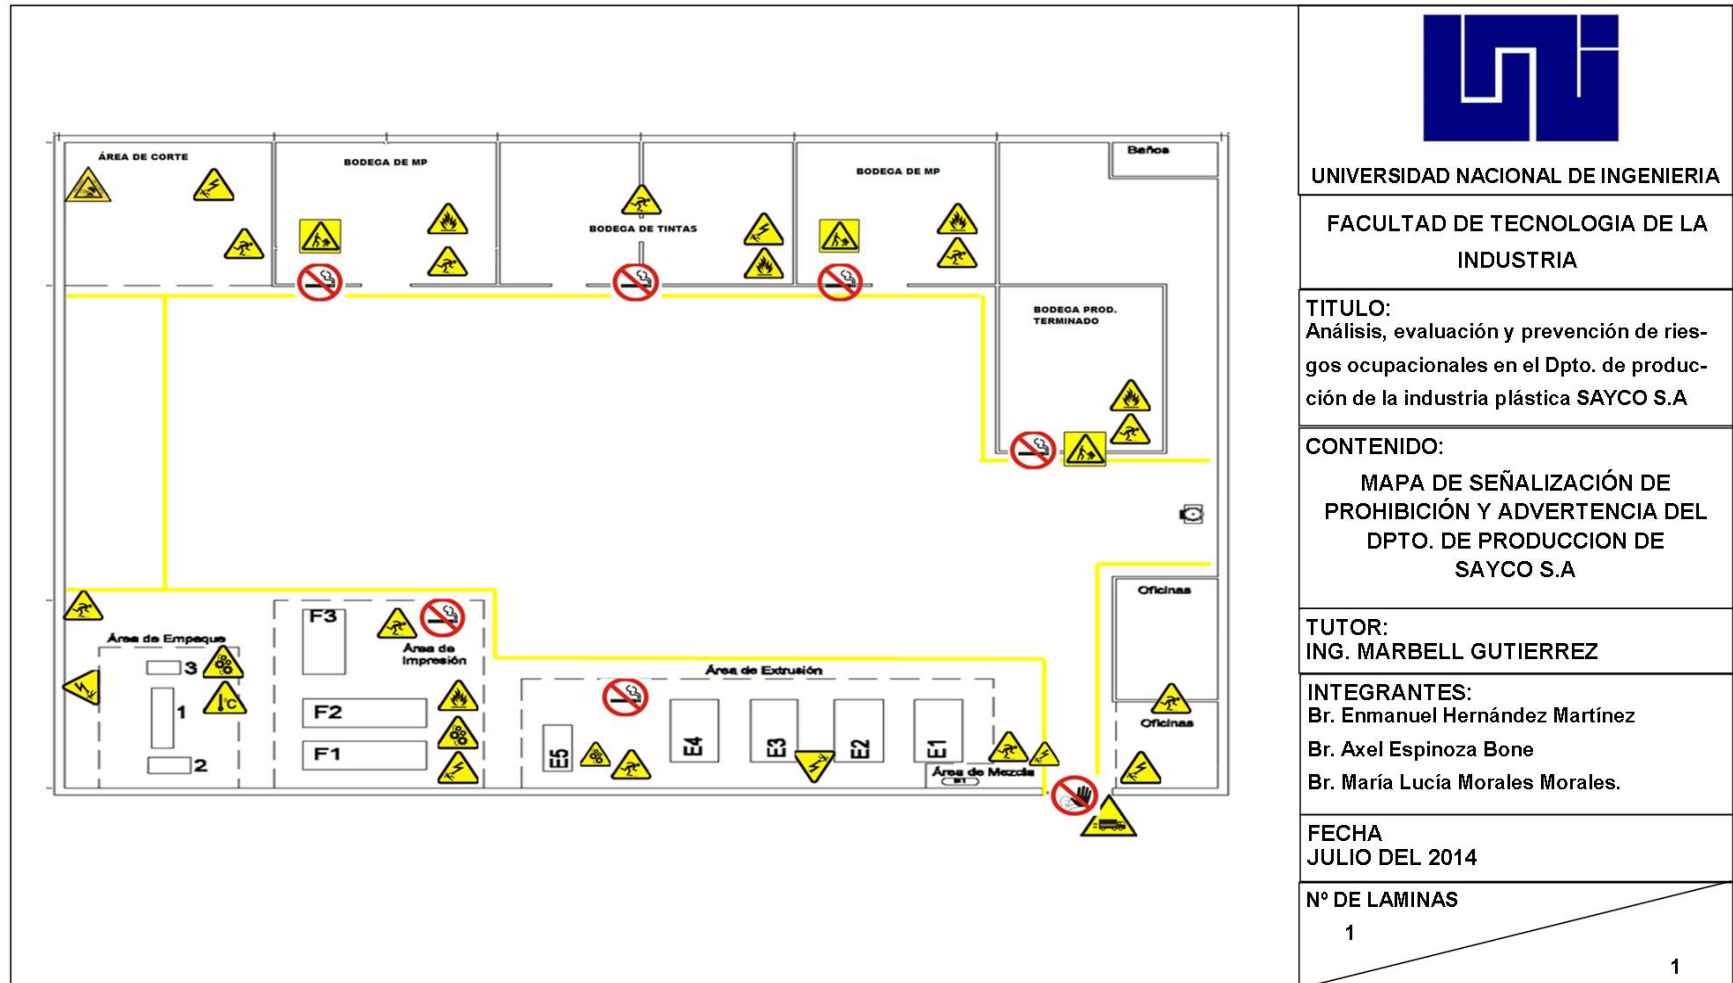 ÁREA DE CORTE
BODEGA DE MP
BODEGA DE TINTAS
BODEGA DE MP
Baños
BODEGA PROD.
TERMINADO
Oficinas
Oficinas
Área de Empaque
3
1
2
°C
F3
Área de
Impresión
F2
F1
Área de Extrusión
E5
E4
E3
E2
E1
Área de Mezcla
UNIVERSIDAD NACIONAL DE INGENIERIA
FACULTAD DE TECNOLOGIA DE LA
INDUSTRIA
TITULO:
Análisis, evaluación y prevención de ries-
gos ocupacionales en el Dpto. de produc-
ción de la industria plástica SAYCO S.A
CONTENIDO:
MAPA DE SEÑALIZACIÓN DE
PROHIBICIÓN Y ADVERTENCIA DEL
DPTO. DE PRODUCCION DE
SAYCO S.A
TUTOR:
ING. MARBELL GUTIERREZ
INTEGRANTES:
Br. Enmanuel Hernández Martínez
Br. Axel Espinoza Bone
Br. María Lucía Morales Morales.
FECHA
JULIO DEL 2014
Nº DE LAMINAS
1
1